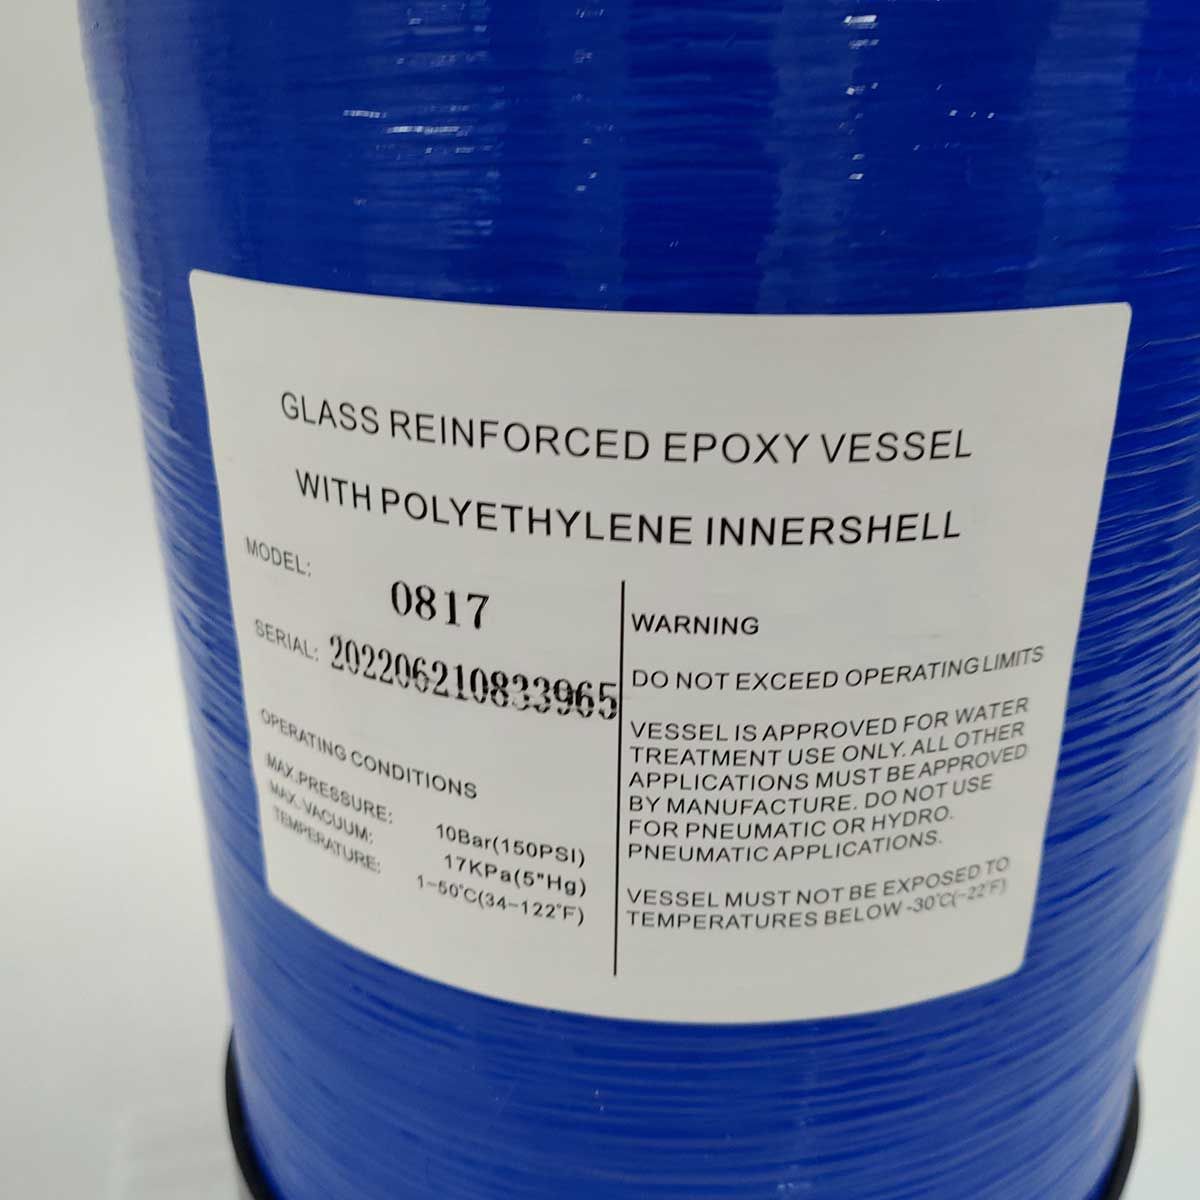 GLASS REINFORCED EPOXY VESSEL
WITH POLYETHYLENE INNERSHELL
MODEL: 0817
SERIAL: 202206210833965
OPERATING CONDITIONS
MAX.PRESSURE: 10Bar(150PSI)
MAX.VACUUM: 17KPa(5"Hg)
TEMPERATURE: 1-50°C(34-122°F)
WARNING
DO NOT EXCEED OPERATING LIMITS
VESSEL IS APPROVED FOR WATER
TREATMENT USE ONLY. ALL OTHER
APPLICATIONS MUST BE APPROVED
BY MANUFACTURE. DO NOT USE
FOR PNEUMATIC OR HYDRO.
PNEUMATIC APPLICATIONS.
VESSEL MUST NOT BE EXPOSED TO
TEMPERATURES BELOW -30°C(-22°F)